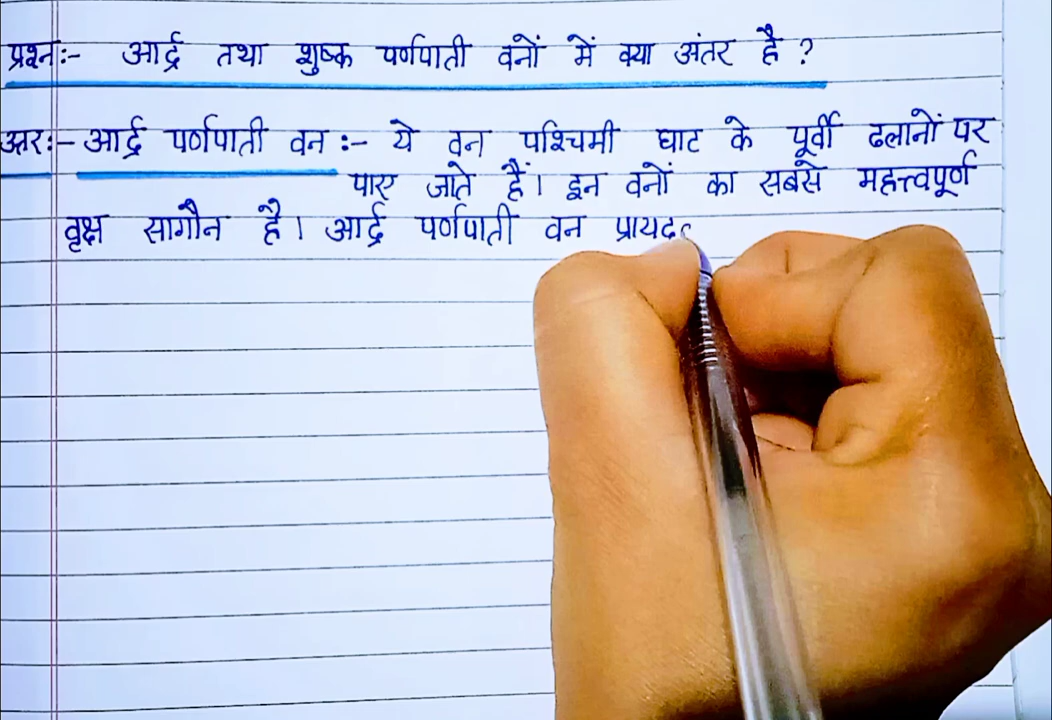 प्रश्न:- आर्द्र तथा शुष्क पर्णपाती वनों में क्या अंतर है ?
उत्तर:- आर्द्र पर्णपाती वन :- ये वन पश्चिमी घाट के पूर्वी ढलानों पर
पाए जाते हैं। इन वनों का सबसे महत्त्वपूर्ण
वृक्ष सागौन है। आर्द्र पर्णपाती वन